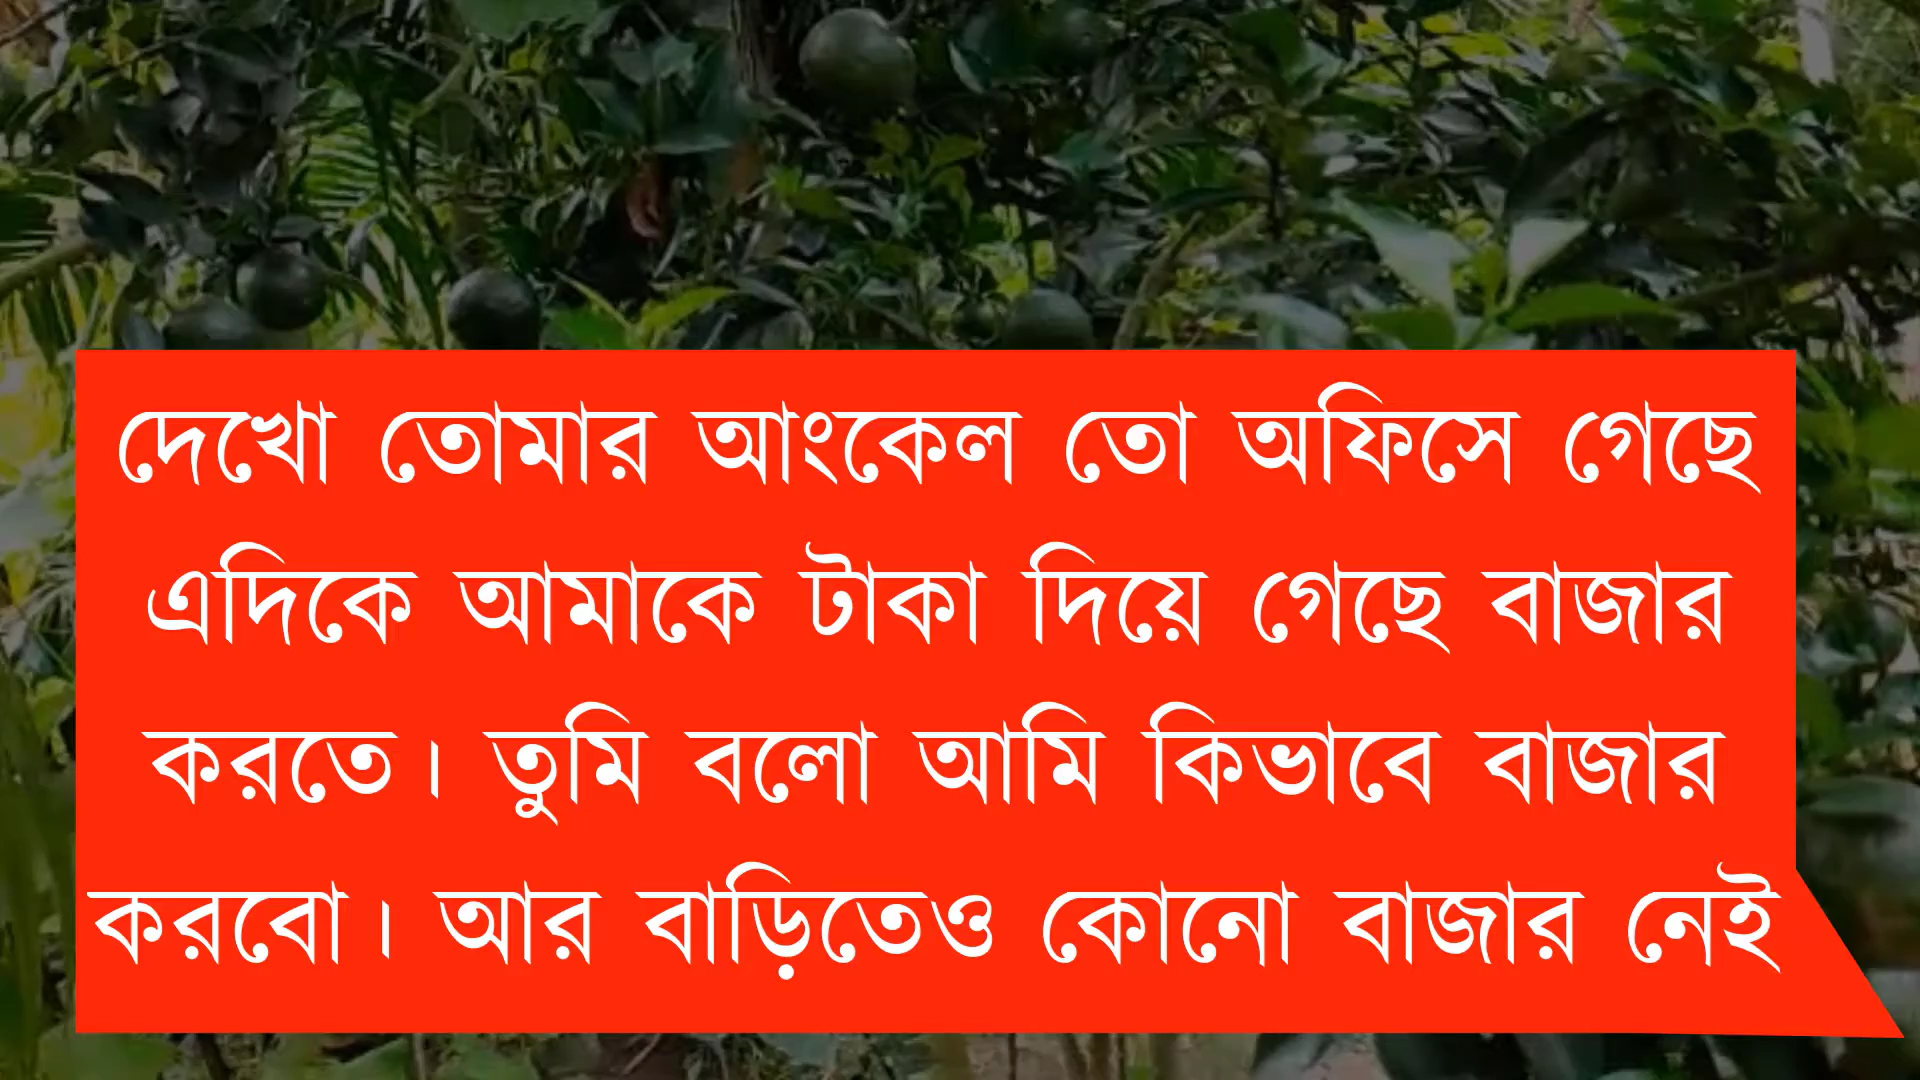 দেখো তোমার আংকেল তো অফিসে গেছে
এদিকে আমাকে টাকা দিয়ে গেছে বাজার
করতে। তুমি বলো আমি কিভাবে বাজার
করবো। আর বাড়িতেও কোনো বাজার নেই